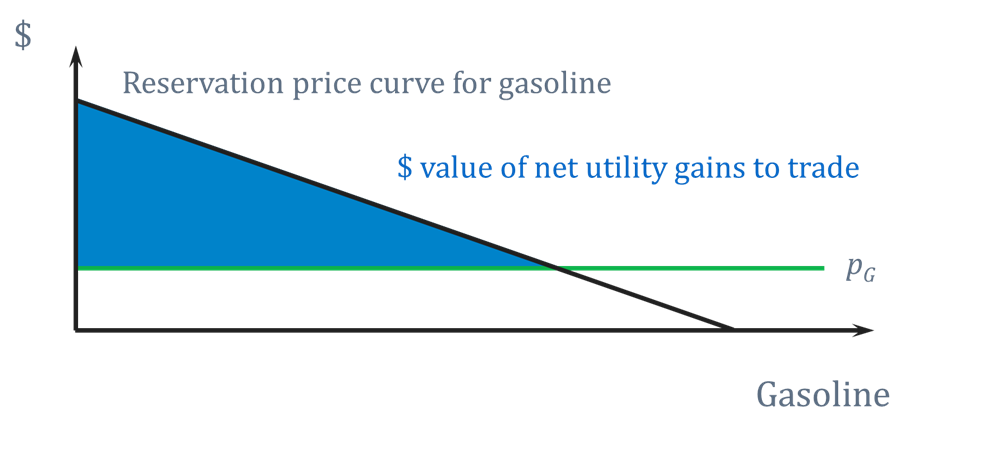 $
Reservation price curve for gasoline
$ value of net utility gains to trade
p_G
Gasoline